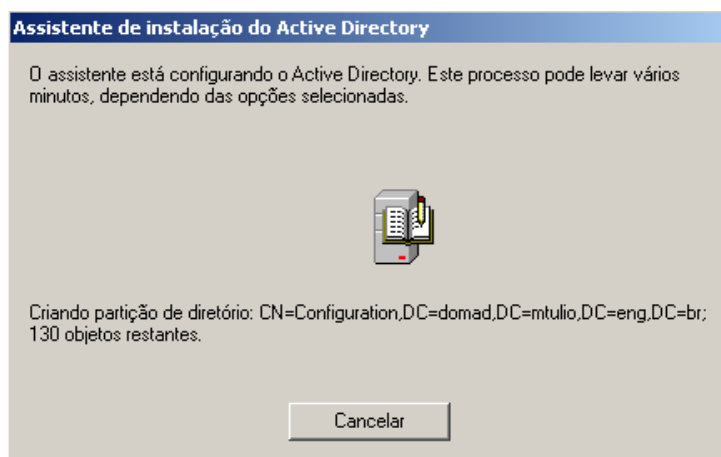 Assistente de instalação do Active Directory
O assistente está configurando o Active Directory. Este processo pode levar vários
minutos, dependendo das opções selecionadas.
Criando partição de diretório: CN=Configuration,DC=domad,DC=mtulio,DC=eng,DC=br;
130 objetos restantes.
Cancelar